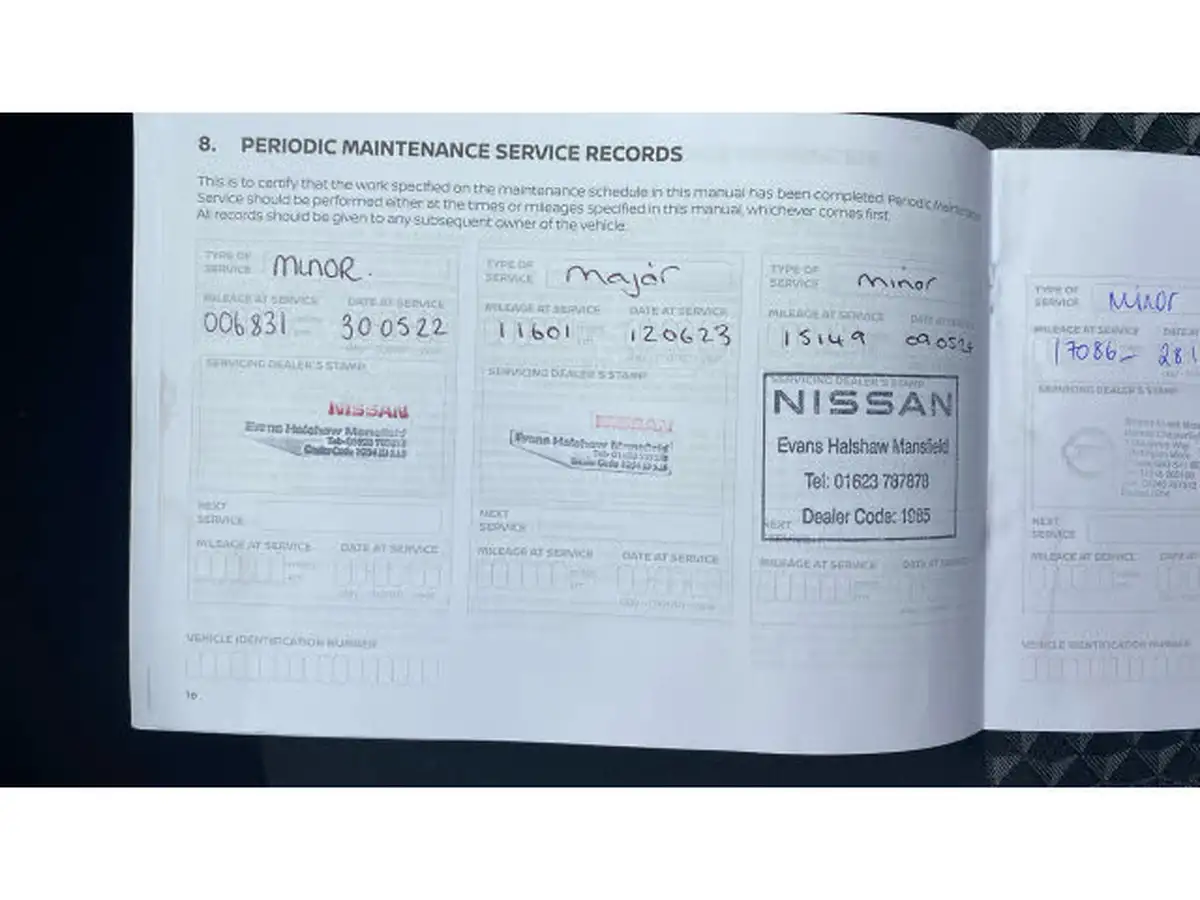 8. PERIODIC MAINTENANCE SERVICE RECORDS
This is to certify that the work specified on the maintenance schedule in this manual has been completed. Periodic Maintenance
Service should be performed either at the times or mileages specified in this manual, whichever comes first.
All records should be given to any subsequent owner of the vehicle.
TYPE OF
SERVICE
MINOR.
MILEAGE AT SERVICE DATE AT SERVICE
006831 300522
SERVICING DEALER'S STAMP
NISSAN
Evans Halshaw Mansfield
NEXT
SERVICE
MILEAGE AT SERVICE DATE AT SERVICE
VEHICLE IDENTIFICATION NUMBER
16
TYPE OF
SERVICE
Major
MILEAGE AT SERVICE DATE AT SERVICE
11601 120623
SERVICING DEALER'S STAMP
NISSAN
Evans Halshaw Mansfield
NEXT
SERVICE
MILEAGE AT SERVICE DATE AT SERVICE
TYPE OF
SERVICE
Minor
MILEAGE AT SERVICE DATE AT
15149 090524
SERVICING DEALER'S STAMP
NISSAN
Evans Halshaw Mansfield
Tel: 01623 787878
Dealer Code: 1985
NEXT
MILEAGE AT SERVICE
TYPE OF
SERVICE
Minor
MILEAGE AT SERVICE
17086 281
SERVICING DEALER'S STAMP
NEXT
SERVICE
MILEAGE AT SERVICE
VEHICLE IDENTIFICATION NUMBER